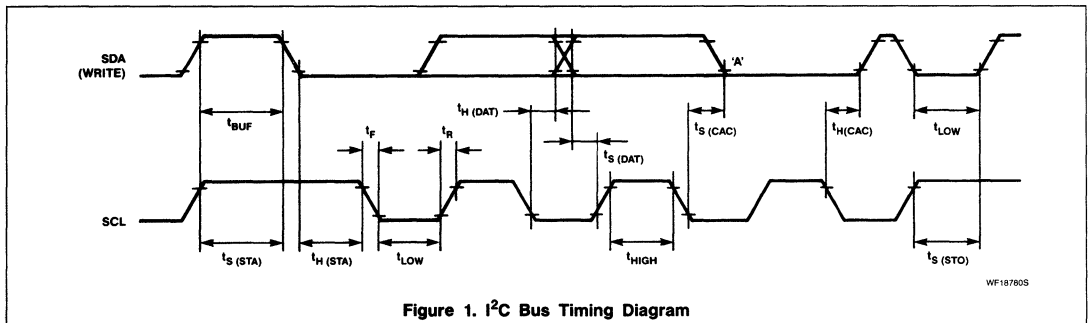 SDA
(WRITE)
'A'
tBUF
tH (DAT)
tS (CAC)
tH(CAC)
tLOW
tF
tR
tS (DAT)
SCL
tS (STA)
tH (STA)
tLOW
tHIGH
tS (STO)
WF18780S
Figure 1. I²C Bus Timing Diagram